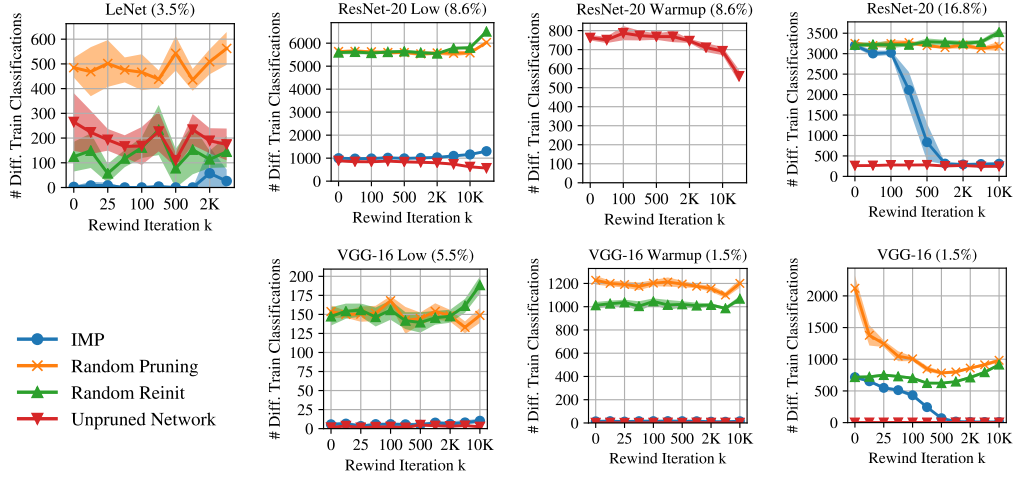 LeNet (3.5%)
# Diff. Train Classifications
600
500
400
300
200
100
0
0 25 500 2K
Rewind Iteration k
ResNet-20 Low (8.6%)
# Diff. Train Classifications
6000
5000
4000
3000
2000
1000
0
0 100 500 2K 10K
Rewind Iteration k
ResNet-20 Warmup (8.6%)
# Diff. Train Classifications
800
700
600
500
400
300
200
100
0
0 100 500 2K 10K
Rewind Iteration k
ResNet-20 (16.8%)
# Diff. Train Classifications
3500
3000
2500
2000
1500
1000
500
0
0 100 500 2K 10K
Rewind Iteration k
IMP
Random Pruning
Random Reinit
Unpruned Network
VGG-16 Low (5.5%)
# Diff. Train Classifications
200
175
150
125
100
75
50
25
0
0 25 100 500 2K 10K
Rewind Iteration k
VGG-16 Warmup (1.5%)
# Diff. Train Classifications
1200
1000
800
600
400
200
0
0 25 100 500 2K 10K
Rewind Iteration k
VGG-16 (1.5%)
# Diff. Train Classifications
2000
1500
1000
500
0
0 25 100 500 2K 10K
Rewind Iteration k